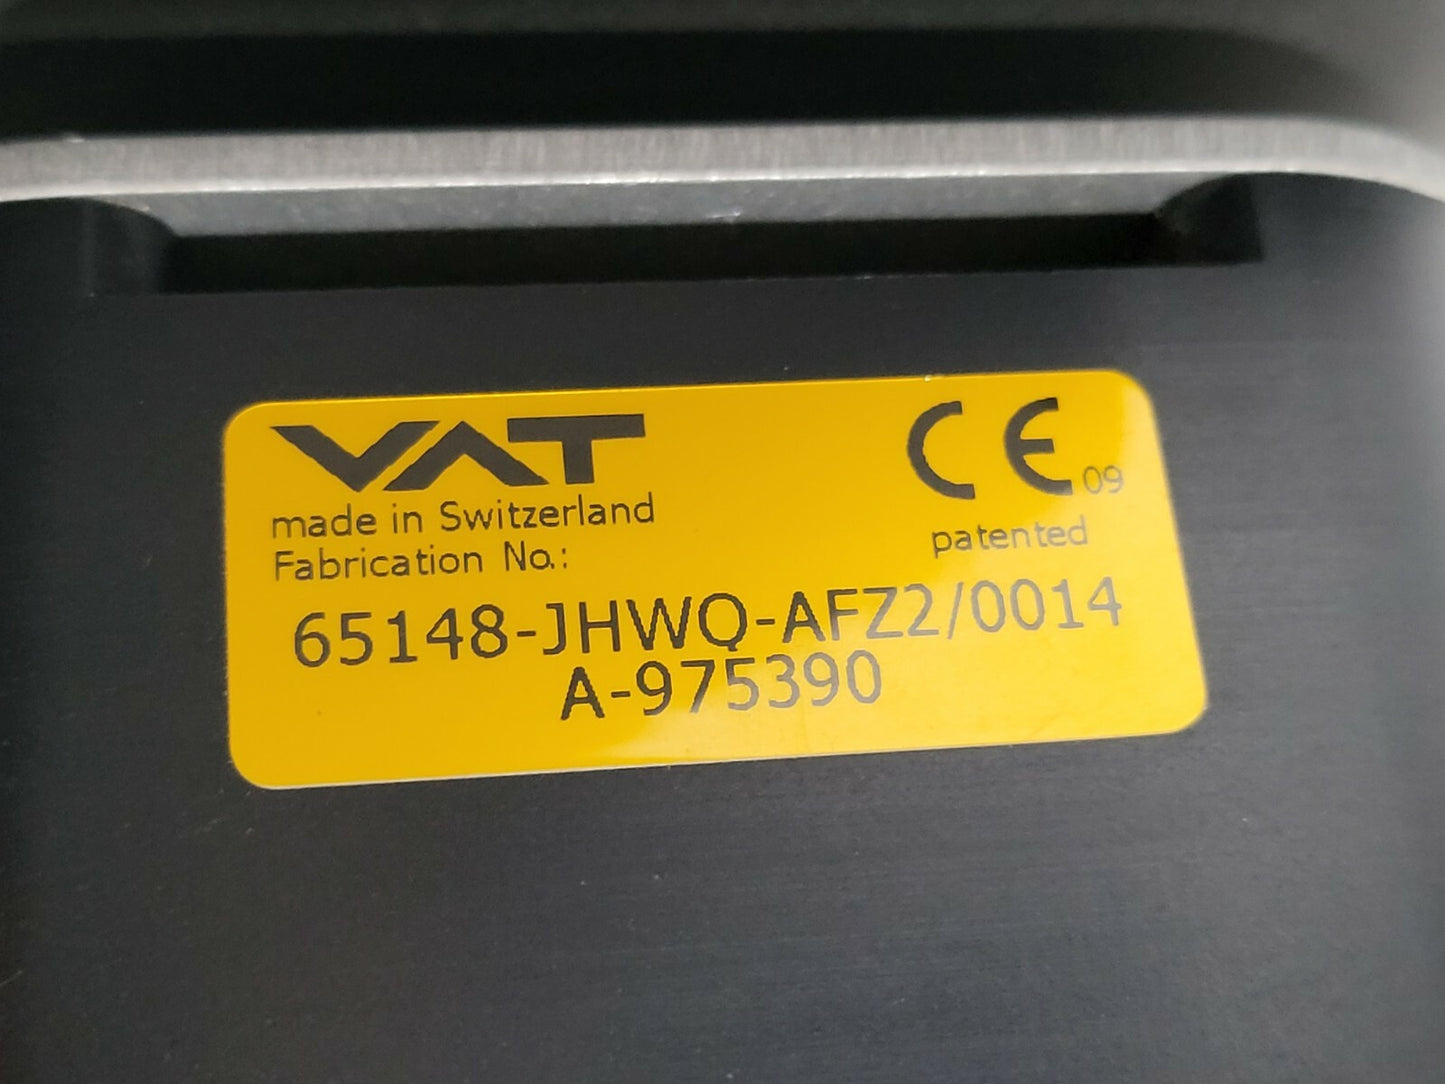 VAT
CE 09
made in Switzerland
patented
Fabrication No.:
65148-JHWQ-AFZ2/0014
A-975390